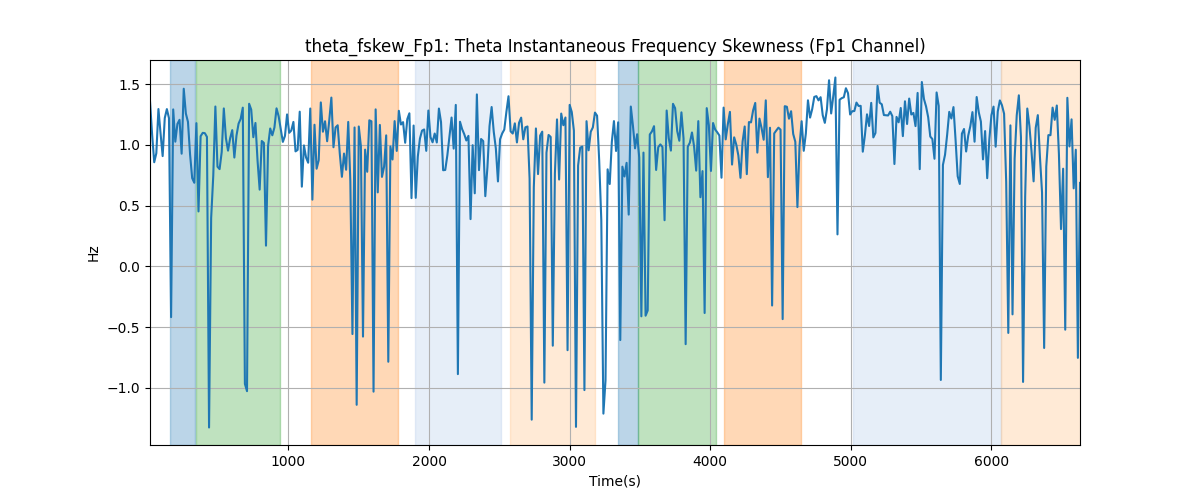 theta_fskew_Fp1: Theta Instantaneous Frequency Skewness (Fp1 Channel)
1.5
1.0
0.5
0.0
−0.5
−1.0
Hz
1000 2000 3000 4000 5000 6000
Time(s)